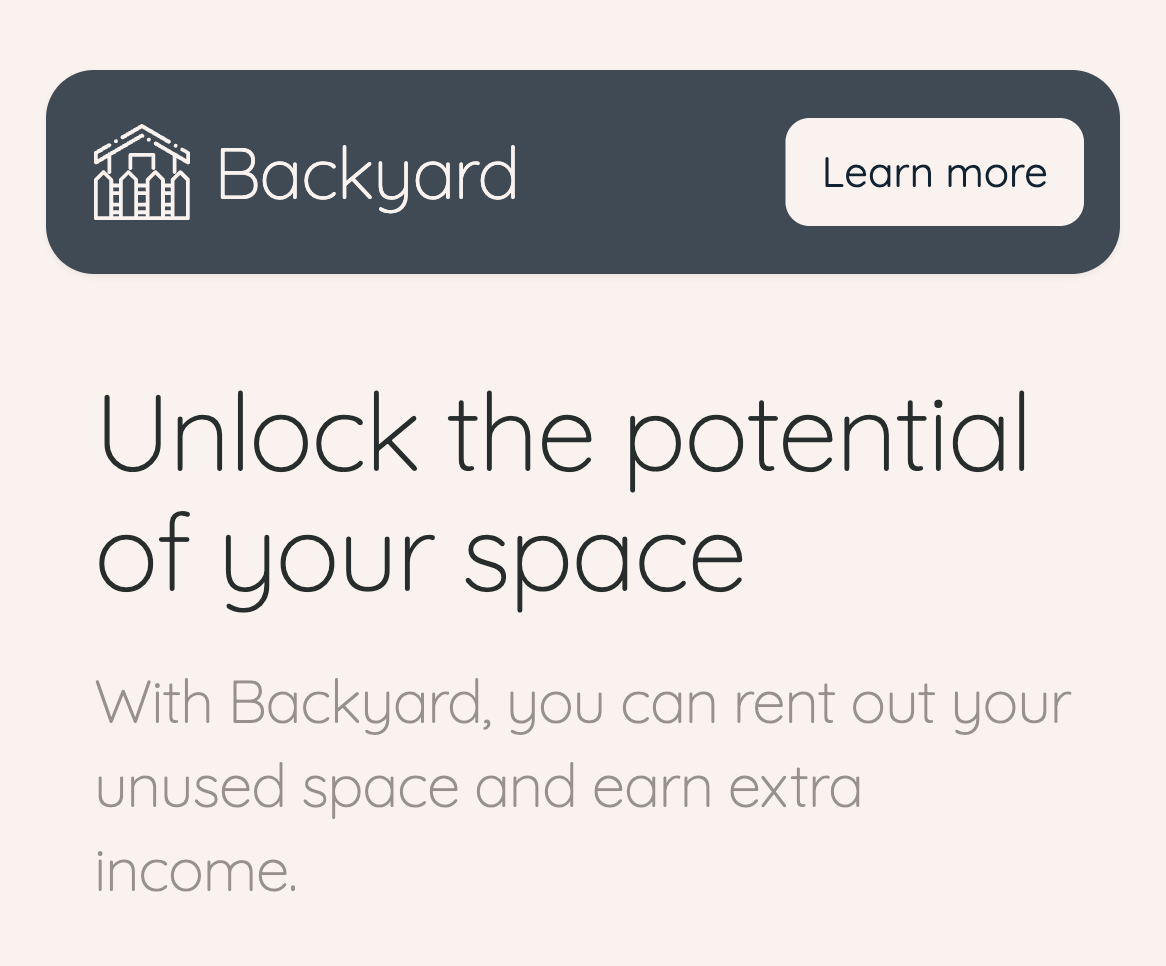 Backyard
Learn more
Unlock the potential
of your space
With Backyard, you can rent out your
unused space and earn extra
income.